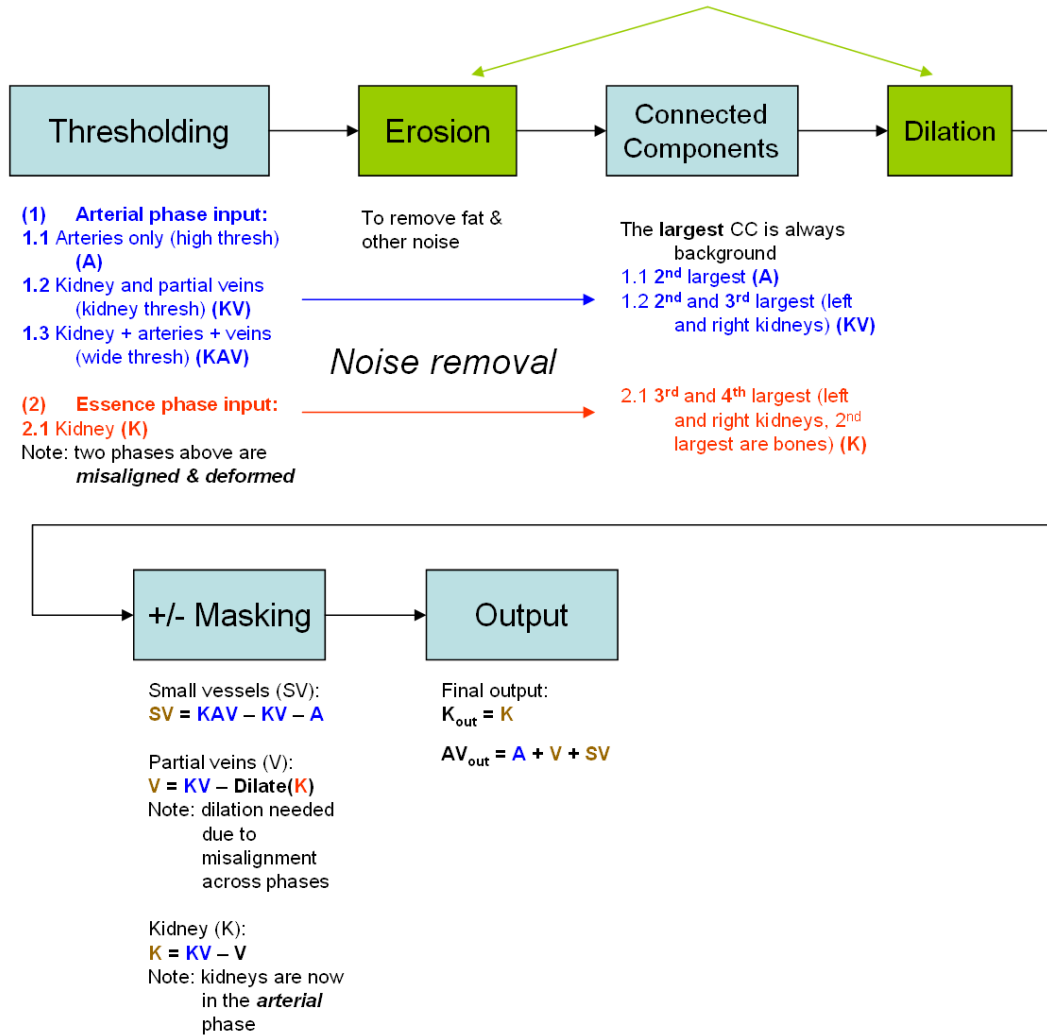 Thresholding
Erosion
Connected
Components
Dilation
(1) Arterial phase input:
1.1 Arteries only (high thresh)
(A)
1.2 Kidney and partial veins
(kidney thresh) (KV)
1.3 Kidney + arteries + veins
(wide thresh) (KAV)
(2) Essence phase input:
2.1 Kidney (K)
Note: two phases above are
misaligned & deformed
To remove fat &
other noise
Noise removal
The largest CC is always
background
1.1 2nd largest (A)
1.2 2nd and 3rd largest (left
and right kidneys) (KV)
2.1 3rd and 4th largest (left
and right kidneys, 2nd
largest are bones) (K)
+/- Masking
Output
Small vessels (SV):
SV = KAV – KV – A
Partial veins (V):
V = KV – Dilate(K)
Note: dilation needed
due to
misalignment
across phases
Kidney (K):
K = KV – V
Note: kidneys are now
in the arterial
phase
Final output:
Kout = K
AVout = A + V + SV